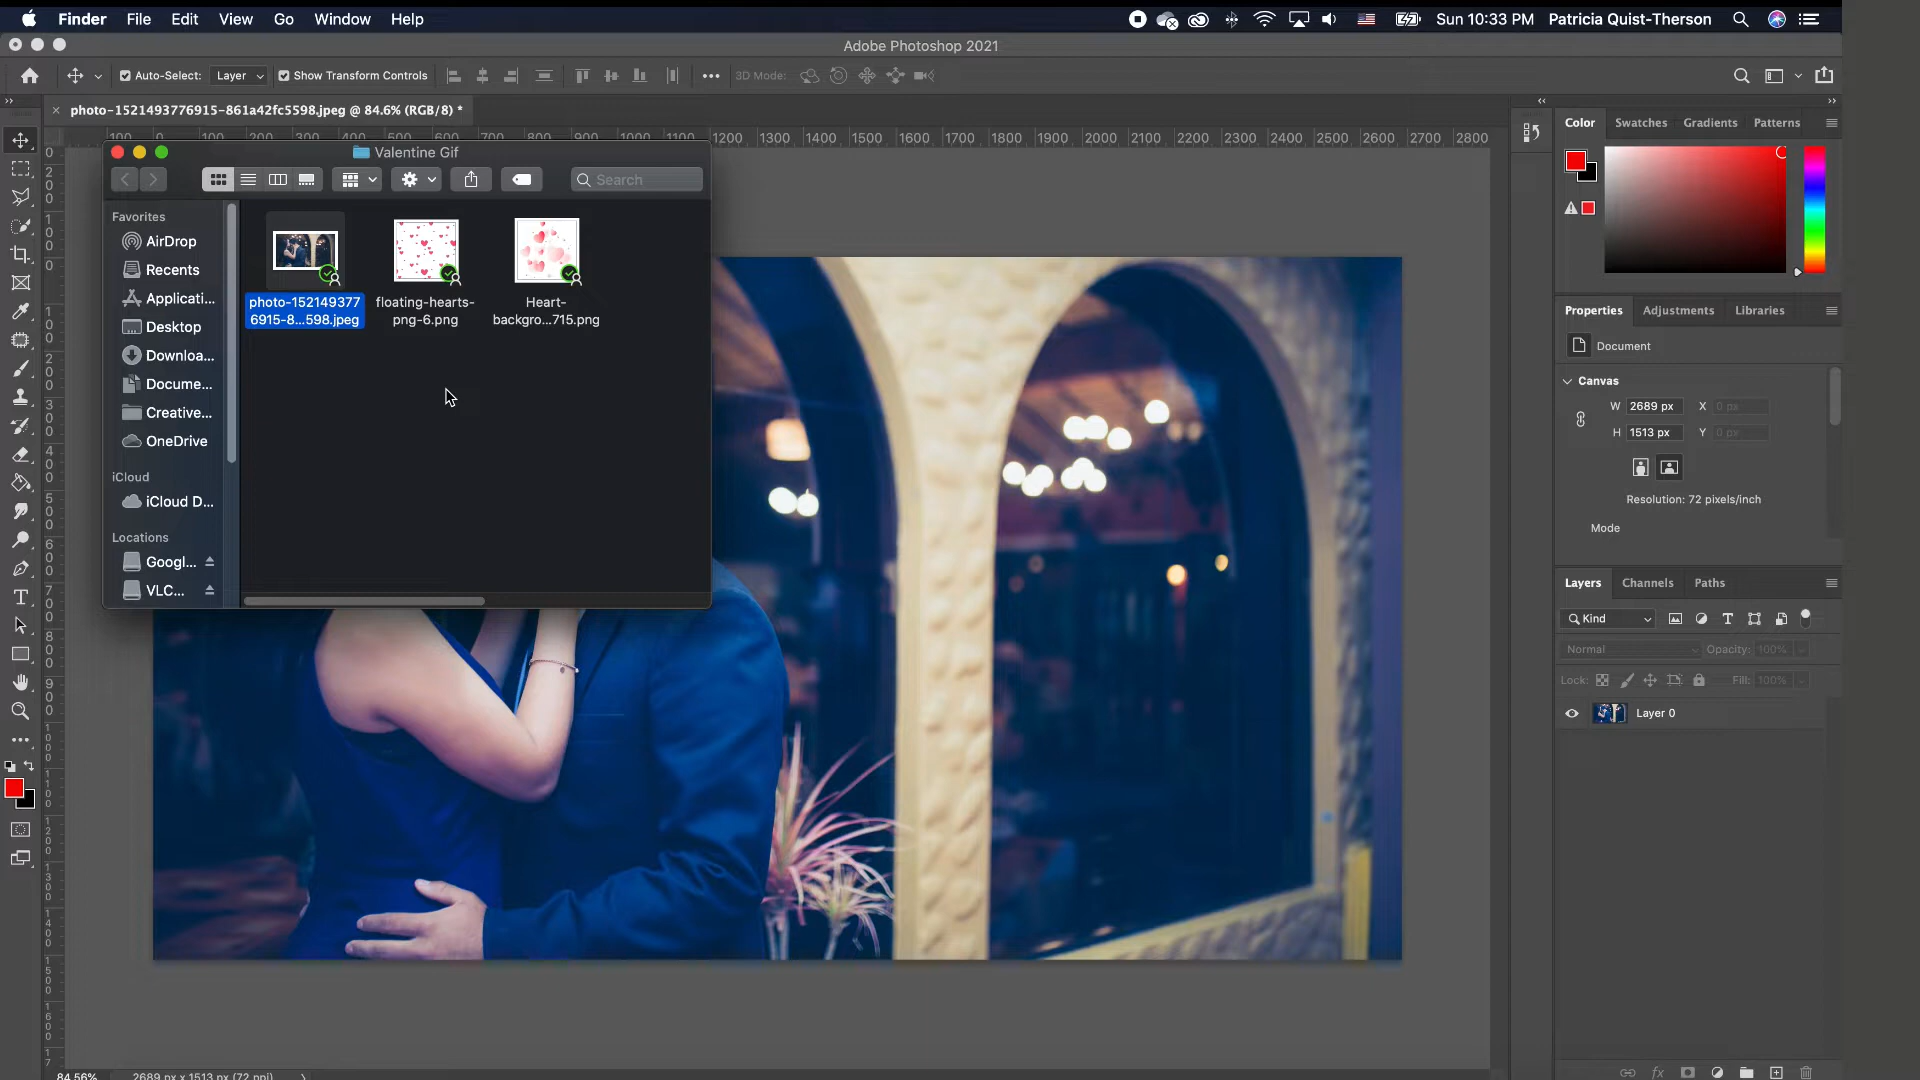 Finder File Edit View Go Window Help Sun 10:33 PM Patricia Quist-Therson
Adobe Photoshop 2021
Auto-Select: Layer Show Transform Controls 3D Mode:
photo-1521493776915-861a42fc5598.jpeg @ 84.6% (RGB/8) *
100 0 100 200 300 400 500 600 700 800 900 1000 1100 1200 1300 1400 1500 1600 1700 1800 1900 2000 2100 2200 2300 2400 2500 2600 2700 2800
Valentine Gif
Search
Favorites
AirDrop
Recents
Applicati...
Desktop
Downloa...
Docume...
Creative...
OneDrive
iCloud
iCloud D...
Locations
Googl...
VLC...
photo-152149377
6915-8...598.jpeg
floating-hearts-
png-6.png
Heart-
backgro...715.png
Color Swatches Gradients Patterns
Properties Adjustments Libraries
Document
Canvas
W 2689 px X 0 px
H 1513 px Y 0 px
Resolution: 72 pixels/inch
Mode
Layers Channels Paths
Kind
Normal Opacity: 100%
Lock: Fill: 100%
Layer 0
fx
84.56% 2689 px x 1513 px (72 ppi)